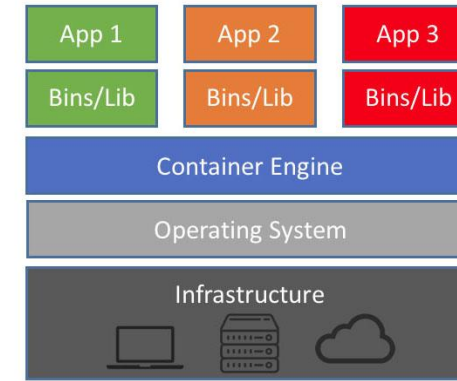 App 1 App 2 App 3
Bins/Lib Bins/Lib Bins/Lib
Container Engine
Operating System
Infrastructure